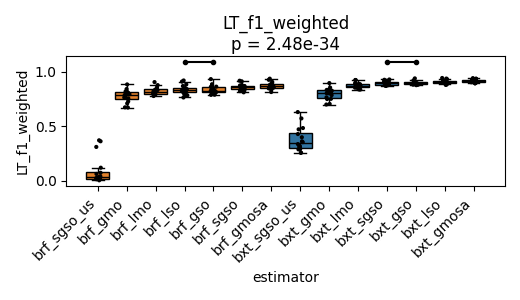 LT_f1_weighted
p = 2.48e-34
LT_f1_weighted
1.0
0.5
0.0
brf_sgso_us
brf_gmo
brf_lmo
brf_lso
brf_gso
brf_sgso
brf_gmosa
bxt_sgso_us
bxt_gmo
bxt_lmo
bxt_sgso
bxt_gso
bxt_lso
bxt_gmosa
estimator